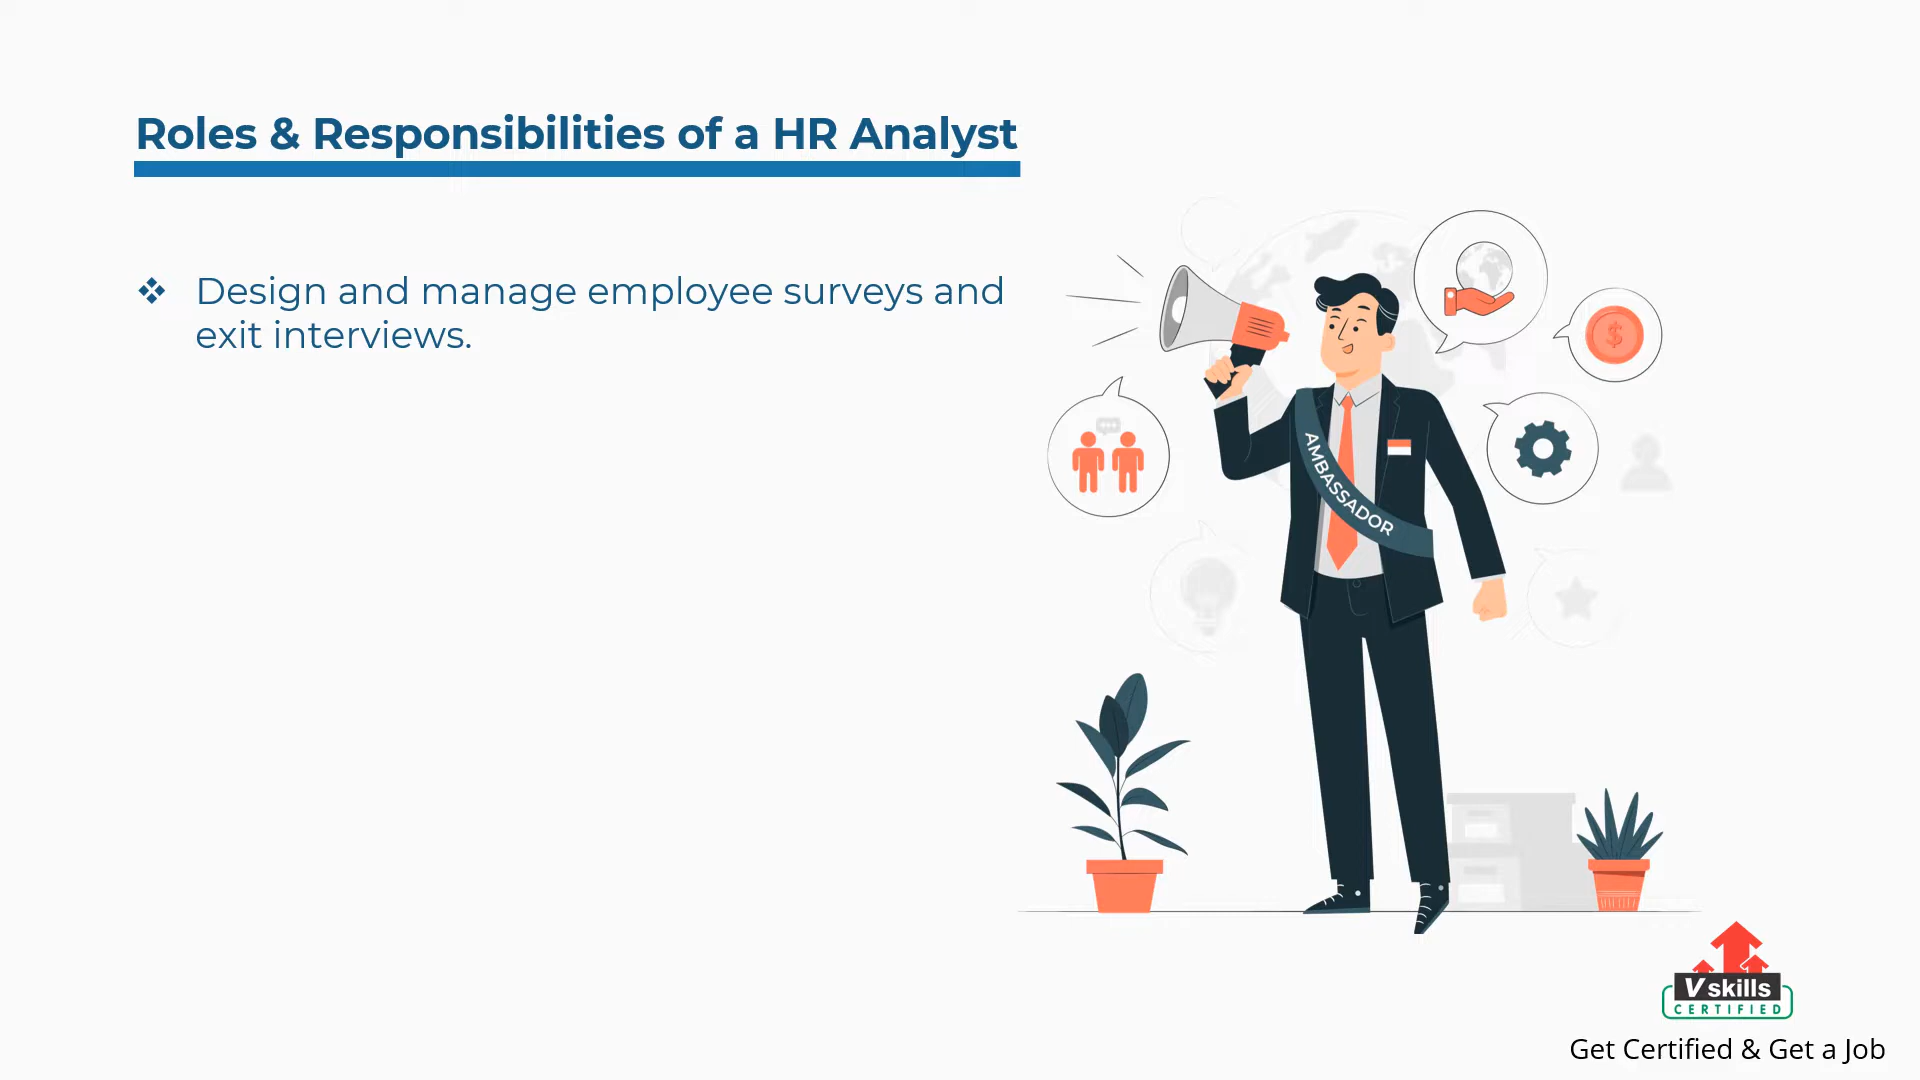 Roles & Responsibilities of a HR Analyst
❖ Design and manage employee surveys and
exit interviews.
AMBASSADOR
$
Vskills
CERTIFIED
Get Certified & Get a Job